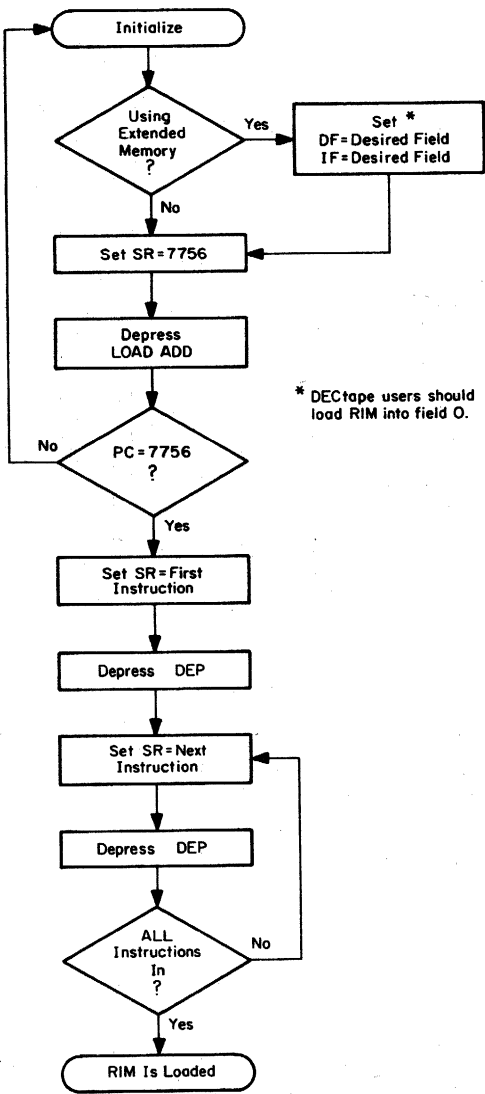 Initialize
Using
Extended
Memory
?
Yes
Set *
DF=Desired Field
IF=Desired Field
No
Set SR=7756
Depress
LOAD ADD
* DECtape users should
load RIM into field 0.
No
PC=7756
?
Yes
Set SR=First
Instruction
Depress DEP
Set SR=Next
Instruction
Depress DEP
ALL
Instructions
In
?
No
Yes
RIM Is Loaded